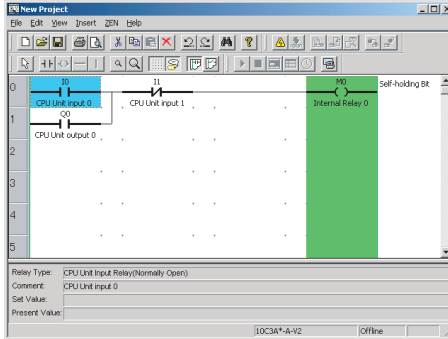 New Project
File Edit View Insert ZEN Help
0 I0 I1 M0 Self-holding Bit
CPU Unit input 0 CPU Unit input 1 Internal Relay 0
1 Q0
CPU Unit output 0
2
3
4
5
Relay Type: CPU Unit Input Relay(Normally Open)
Comment: CPU Unit input 0
Set Value:
Present Value:
10C3A*-A-V2 Offline